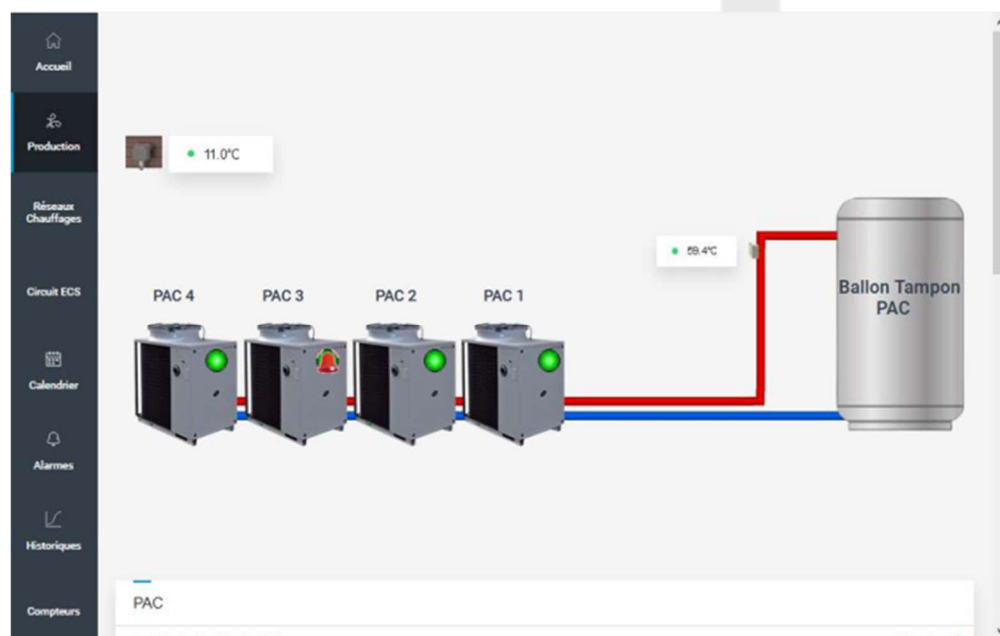 Accueil
Production
Réseaux
Chauffages
Circuit ECS
Calendrier
Alarmes
Historiques
Compteurs
11.0°C
59.4°C
PAC 4
PAC 3
PAC 2
PAC 1
Ballon Tampon
PAC
PAC